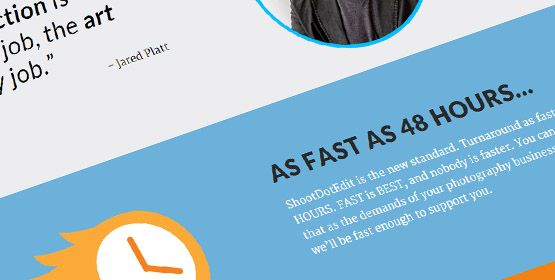 ction is
job, the art
job.”
– Jared Platt
AS FAST AS 48 HOURS...
ShootDotEdit is the new standard. Turnaround as fast
HOURS. FAST is BEST, and nobody is faster. You can
that as the demands of your photography business
we’ll be fast enough to support you.